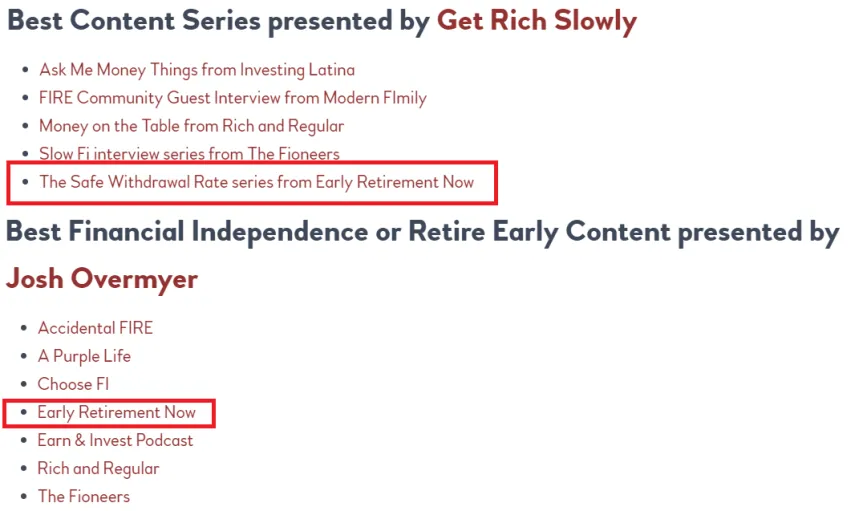 Best Content Series presented by Get Rich Slowly
Ask Me Money Things from Investing Latina
FIRE Community Guest Interview from Modern FImily
Money on the Table from Rich and Regular
Slow Fi interview series from The Fioneers
The Safe Withdrawal Rate series from Early Retirement Now
Best Financial Independence or Retire Early Content presented by
Josh Overmyer
Accidental FIRE
A Purple Life
Choose FI
Early Retirement Now
Earn & Invest Podcast
Rich and Regular
The Fioneers